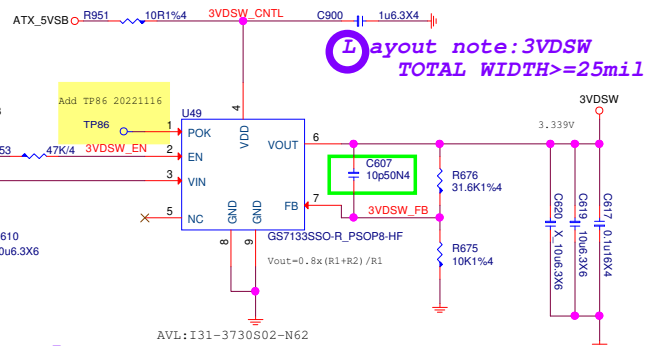 ATX_5VSB
R951
10R1%4
3VDSW_CNTL
C900
1u6.3X4
Layout note:3VDSW
TOTAL WIDTH>=25mil
Add TP86 20221116
TP86
U49
3VDSW
3.339V
1
POK
4
VDD
VOUT
6
53
47K/4
3VDSW_EN
2
EN
C607
10p50N4
R676
31.6K1%4
3
VIN
FB
7
3VDSW_FB
5
NC
GND
GND
8
9
GS7133SSO-R_PSOP8-HF
R675
10K1%4
Vout=0.8x(R1+R2)/R1
C620
X_10u6.3X6
C619
10u6.3X6
C617
0.1u16X4
610
0u6.3X6
AVL:I31-3730S02-N62